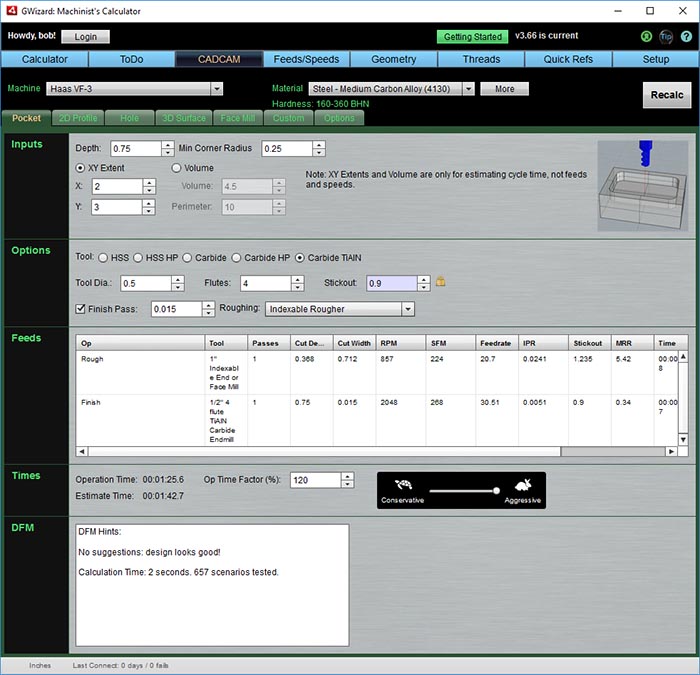 GWizard: Machinist's Calculator
Howdy, bob! Login Getting Started v3.66 is current Tip ?
Calculator ToDo CADCAM Feeds/Speeds Geometry Threads Quick Refs Setup
Machine Haas VF-3 Material Steel - Medium Carbon Alloy (4130) More Recalc
Hardness: 160-360 BHN
Pocket 2D Profile Hole 3D Surface Face Mill Custom Options
Inputs
Depth: 0.75 Min Corner Radius 0.25
XY Extent Volume
Note: XY Extents and Volume are only for estimating cycle time, not feeds
and speeds.
X: 2 Volume: 4.5
Y: 3 Perimeter: 10
Options
Tool: HSS HSS HP Carbide Carbide HP Carbide TiAlN
Tool Dia.: 0.5 Flutes: 4 Stickout: 0.9
Finish Pass: 0.015 Roughing: Indexable Rougher
Feeds
Op Tool Passes Cut De... Cut Width RPM SFM Feedrate IPR Stickout MRR Time
Rough 1" 1 0.368 0.712 857 224 20.7 0.0241 1.235 5.42 00:00
Indexabl 8
e End or
Face Mill
Finish 1/2" 4 1 0.75 0.015 2048 268 30.51 0.0051 0.9 0.34 00:00
flute 7
TiAlN
Carbide
Endmill
Times
Operation Time: 00:01:25.6 Op Time Factor (%): 120
Estimate Time: 00:01:42.7
Conservative Aggressive
DFM
DFM Hints:
No suggestions: design looks good!
Calculation Time: 2 seconds. 657 scenarios tested.
Inches Last Connect: 0 days / 0 fails